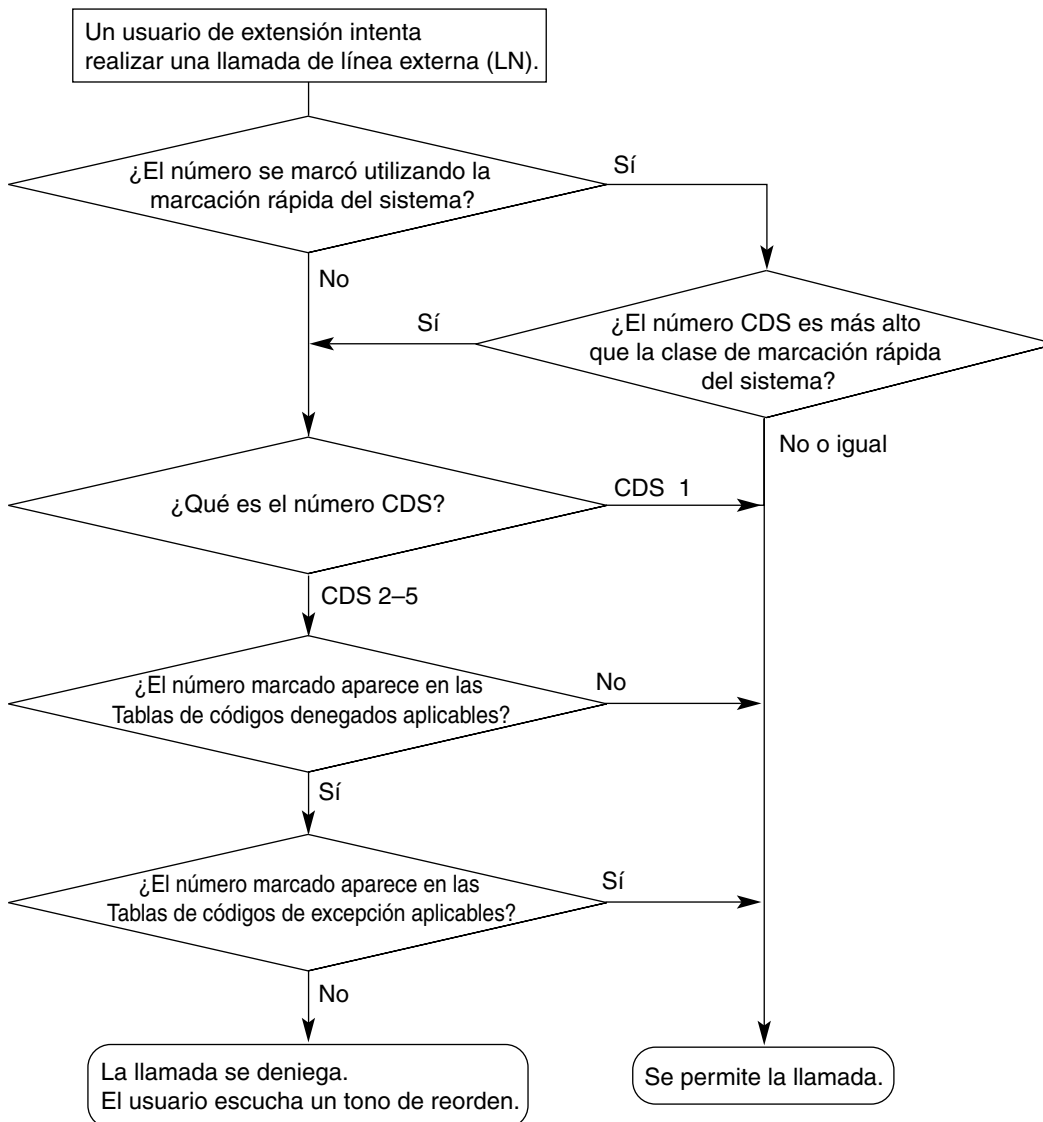 Un usuario de extensión intenta
realizar una llamada de línea externa (LN).
¿El número se marcó utilizando la
marcación rápida del sistema?
Sí
No
¿El número CDS es más alto
que la clase de marcación rápida
del sistema?
Sí
No o igual
¿Qué es el número CDS?
CDS 1
CDS 2–5
¿El número marcado aparece en las
Tablas de códigos denegados aplicables?
No
Sí
¿El número marcado aparece en las
Tablas de códigos de excepción aplicables?
Sí
No
La llamada se deniega.
El usuario escucha un tono de reorden.
Se permite la llamada.